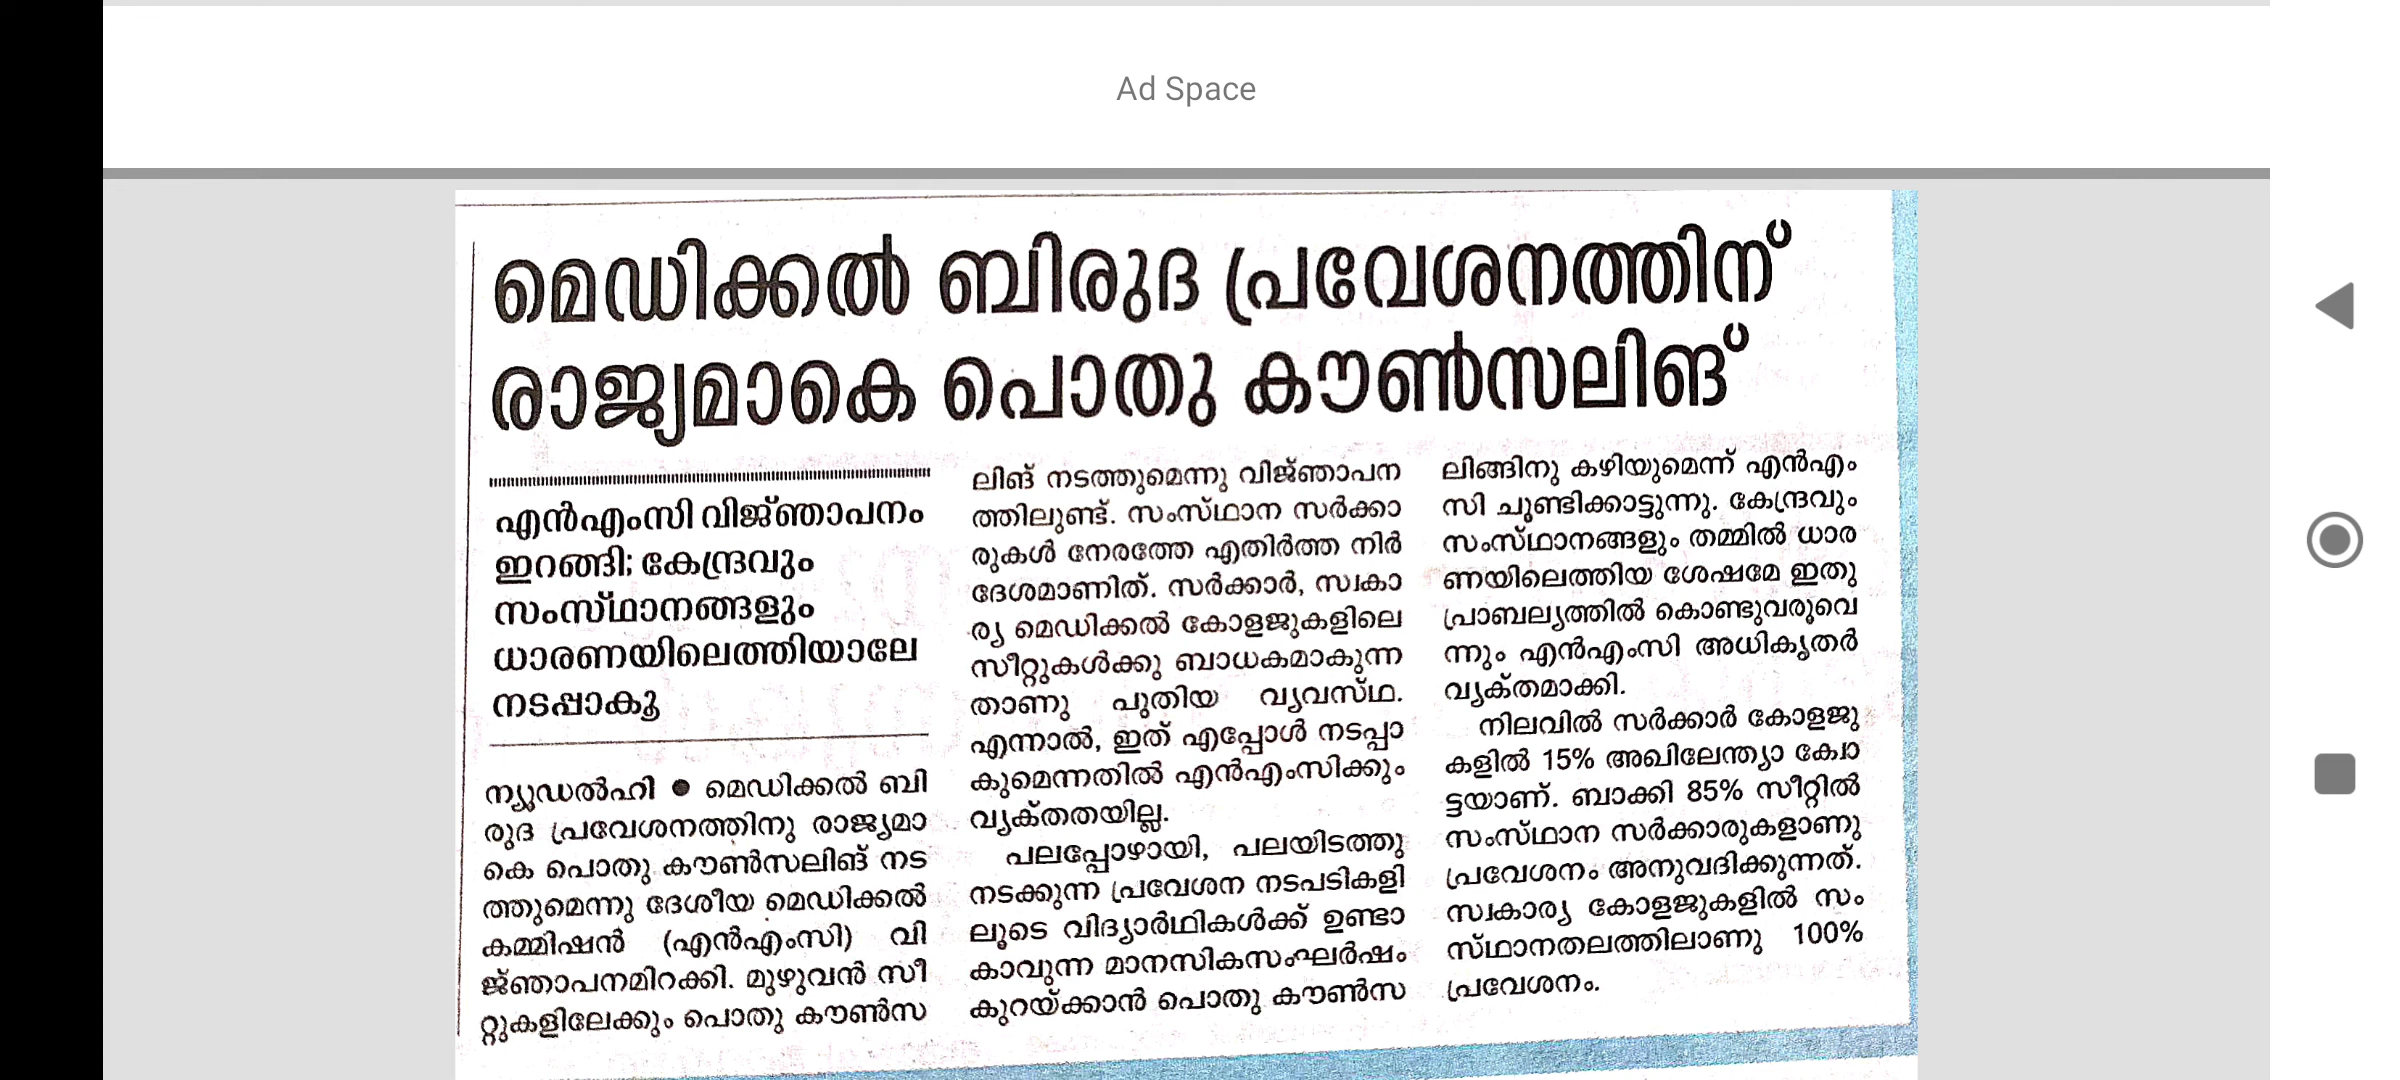 Ad Space
മെഡിക്കൽ ബിരുദ പ്രവേശനത്തിന്
രാജ്യമാകെ പൊതു കൗൺസലിങ്
എൻഎംസി വിജ്ഞാപനം
ഇറങ്ങി; കേന്ദ്രവും
സംസ്ഥാനങ്ങളും
ധാരണയിലെത്തിയാലേ
നടപ്പാകൂ
ന്യൂഡൽഹി ● മെഡിക്കൽ ബി
രുദ പ്രവേശനത്തിനു രാജ്യമാ
കെ പൊതു കൗൺസലിങ് നട
ത്തുമെന്നു ദേശീയ മെഡിക്കൽ
കമ്മിഷൻ (എൻഎംസി) വി
ജ്ഞാപനമിറക്കി. മുഴുവൻ സീ
റ്റുകളിലേക്കും പൊതു കൗൺസ
ലിങ് നടത്തുമെന്നു വിജ്ഞാപന
ത്തിലുണ്ട്. സംസ്ഥാന സർക്കാ
രുകൾ നേരത്തേ എതിർത്ത നിർ
ദേശമാണിത്. സർക്കാർ, സ്വകാ
ര്യ മെഡിക്കൽ കോളജുകളിലെ
സീറ്റുകൾക്കു ബാധകമാകുന്ന
താണു പുതിയ വ്യവസ്ഥ.
എന്നാൽ, ഇത് എപ്പോൾ നടപ്പാ
കുമെന്നതിൽ എൻഎംസിക്കും
വ്യക്തതയില്ല.
പലപ്പോഴായി, പലയിടത്തു
നടക്കുന്ന പ്രവേശന നടപടികളി
ലൂടെ വിദ്യാർഥികൾക്ക് ഉണ്ടാ
കാവുന്ന മാനസികസംഘർഷം
കുറയ്ക്കാൻ പൊതു കൗൺസ
ലിങ്ങിനു കഴിയുമെന്ന് എൻഎം
സി ചൂണ്ടിക്കാട്ടുന്നു. കേന്ദ്രവും
സംസ്ഥാനങ്ങളും തമ്മിൽ ധാര
ണയിലെത്തിയ ശേഷമേ ഇതു
പ്രാബല്യത്തിൽ കൊണ്ടുവരൂവെ
ന്നും എൻഎംസി അധികൃതർ
വ്യക്തമാക്കി.
നിലവിൽ സർക്കാർ കോളജു
കളിൽ 15% അഖിലേന്ത്യാ ക്വോ
ട്ടയാണ്. ബാക്കി 85% സീറ്റിൽ
സംസ്ഥാന സർക്കാരുകളാണു
പ്രവേശനം അനുവദിക്കുന്നത്.
സ്വകാര്യ കോളജുകളിൽ സം
സ്ഥാനതലത്തിലാണു 100%
പ്രവേശനം.